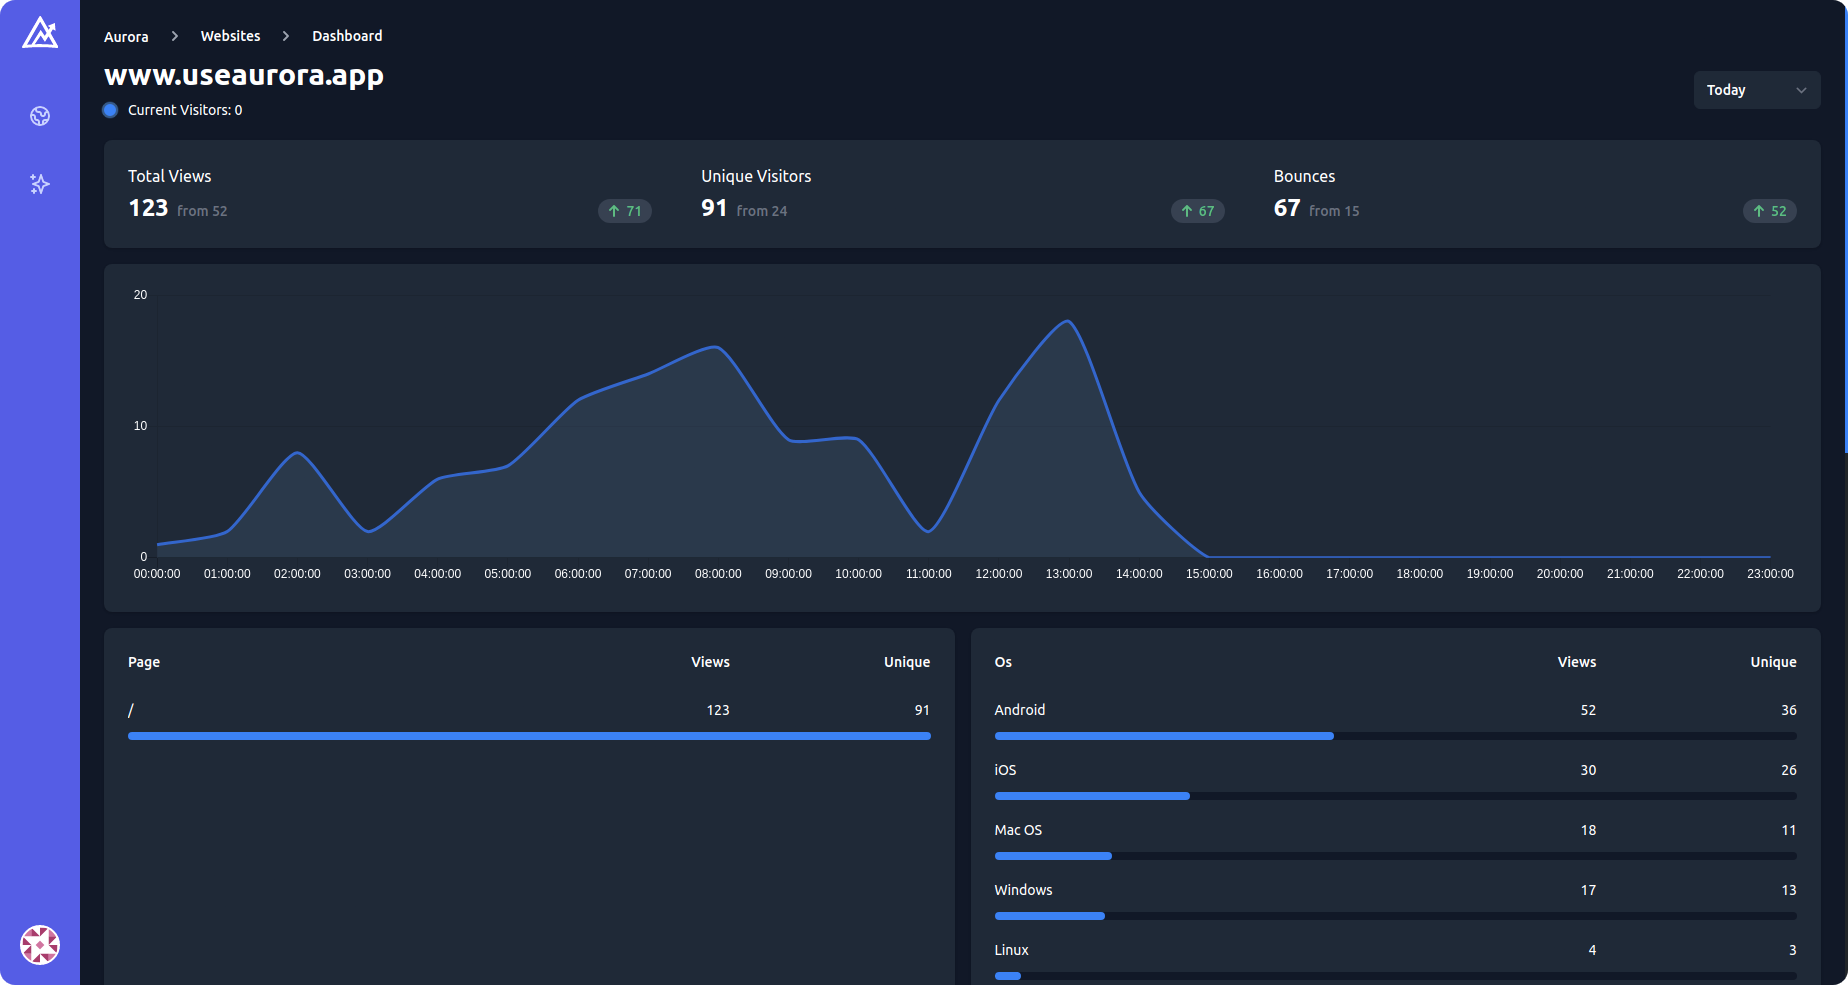 Aurora > Websites > Dashboard
www.useaurora.app
Current Visitors: 0
Today
Total Views
123 from 52
71
Unique Visitors
91 from 24
67
Bounces
67 from 15
52
20
10
0
00:00:00 01:00:00 02:00:00 03:00:00 04:00:00 05:00:00 06:00:00 07:00:00 08:00:00 09:00:00 10:00:00 11:00:00 12:00:00 13:00:00 14:00:00 15:00:00 16:00:00 17:00:00 18:00:00 19:00:00 20:00:00 21:00:00 22:00:00 23:00:00
Page Views Unique
/ 123 91
Os Views Unique
Android 52 36
iOS 30 26
Mac OS 18 11
Windows 17 13
Linux 4 3